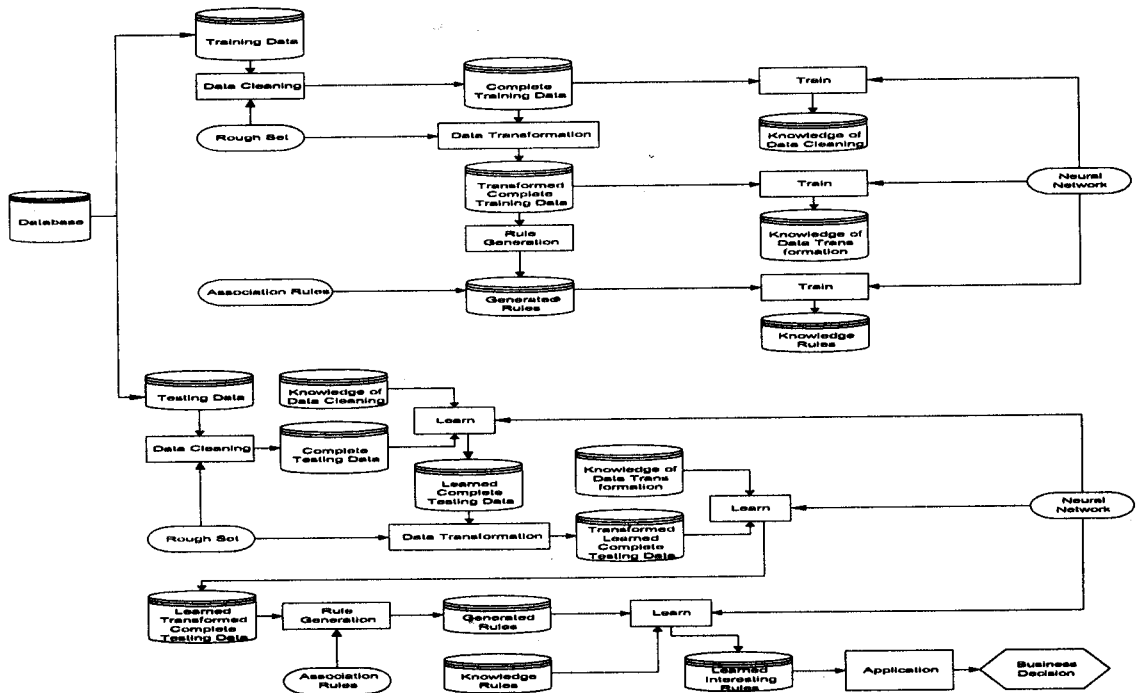 Training Data
Data Cleaning
Complete
Training Data
Train
Rough Set
Data Transformation
Knowledge of
Data Cleaning
Database
Transformed
Complete
Training Data
Train
Neural
Network
Rule
Generation
Knowledge of
Data Trans
formation
Association Rules
Generated
Rules
Train
Knowledge
Rules
Testing Data
Knowledge of
Data Cleaning
Learn
Data Cleaning
Complete
Testing Data
Learned
Complete
Testing Data
Knowledge of
Data Trans
formation
Learn
Neural
Network
Rough Set
Data Transformation
Transformed
Learned
Complete
Testing Data
Learned
Transformed
Complete
Testing Data
Rule
Generation
Generated
Rules
Learn
Association
Rules
Knowledge Rules
Learned
Interesting
Rules
Application
Business
Decision